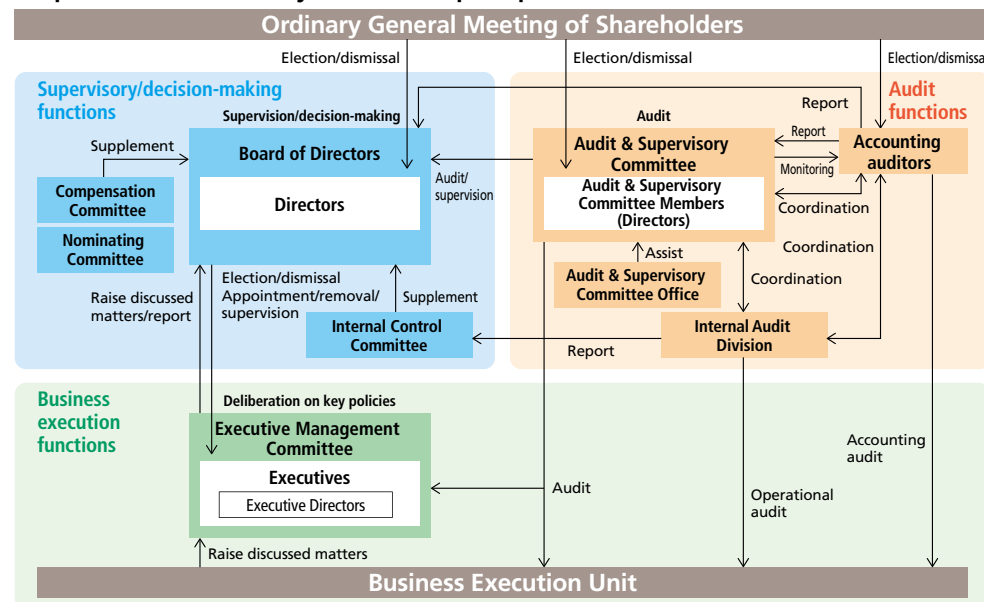 Ordinary General Meeting of Shareholders
Election/dismissal
Election/dismissal
Election/dismissa
Supervisory/decision-making
functions
Audit
functions
Supervision/decision-making
Audit
Report
Report
Supplement
Board of Directors
Audit & Supervisory
Committee
Accounting
auditors
Monitoring
Audit/
supervision
Compensation
Committee
Directors
Audit & Supervisory
Committee Members
(Directors)
Coordination
Nominating
Committee
Coordination
Assist
Audit & Supervisory
Committee Office
Coordination
Raise discussed
matters/report
Election/dismissal
Appointment/removal/
supervision
Supplement
Internal Control
Committee
Report
Internal Audit
Division
Business
execution
functions
Deliberation on key policies
Executive Management
Committee
Executives
Executive Directors
Audit
Operational
audit
Accounting
audit
Raise discussed matters
Business Execution Unit